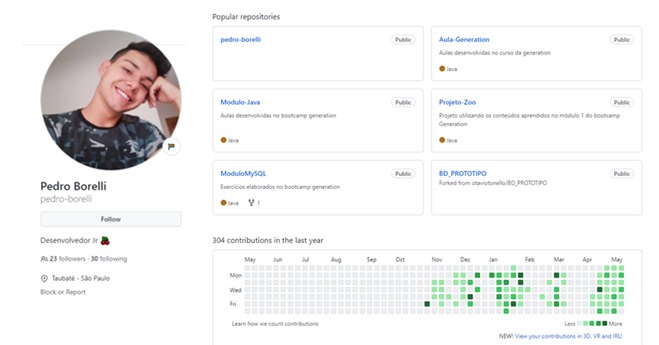 Popular repositories
pedro-borelli
Public
Aula-Generation
Public
Aulas desenvolvidas no curso da generation
Java
Modulo-Java
Public
Aulas desenvolvidas no bootcamp generation
Java
Projeto-Zoo
Public
Projeto utilizando os conteúdos aprendidos no módulo 1 do bootcamp
Generation
Java
ModuloMySQL
Public
Exercícios elaborados no bootcamp generation
Java 1
BD_PROTOTIPO
Public
Forked from otaviotonello/BD_PROTOTIPO
Pedro Borelli
pedro-borelli
Follow
Desenvolvedor Jr
23 followers · 30 following
Taubaté - São Paulo
Block or Report
304 contributions in the last year
May Jun Jul Aug Sep Oct Nov Dec Jan Feb Mar Apr May
Mon
Wed
Fri
Learn how we count contributions
Less More
NEW! View your contributions in 3D, VR and IRL!